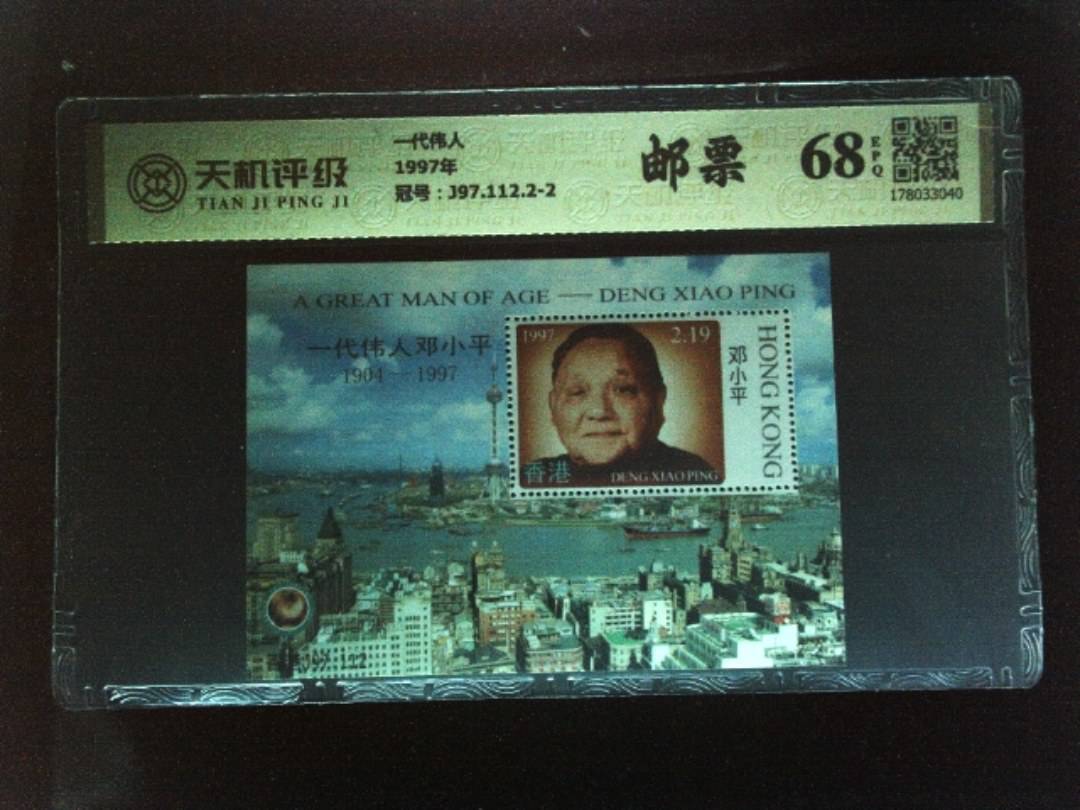 天机评级
TIAN JI PING JI
一代伟人
1997年
冠号：J97.112.2-2
邮票
68
EPQ
178033040
A GREAT MAN OF AGE — DENG XIAO PING
一代伟人邓小平
1904 — 1997
1997
2.19
邓小平
HONG KONG
香港
DENG XIAO PING